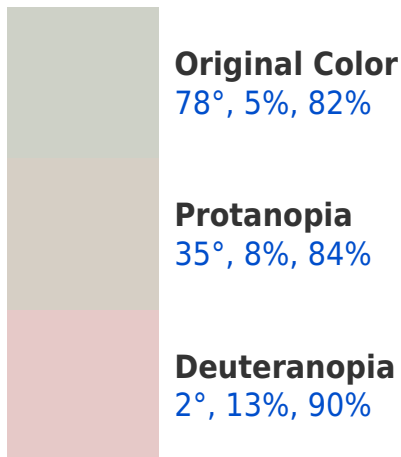 Original Color
78°, 5%, 82%
Protanopia
35°, 8%, 84%
Deuteranopia
2°, 13%, 90%